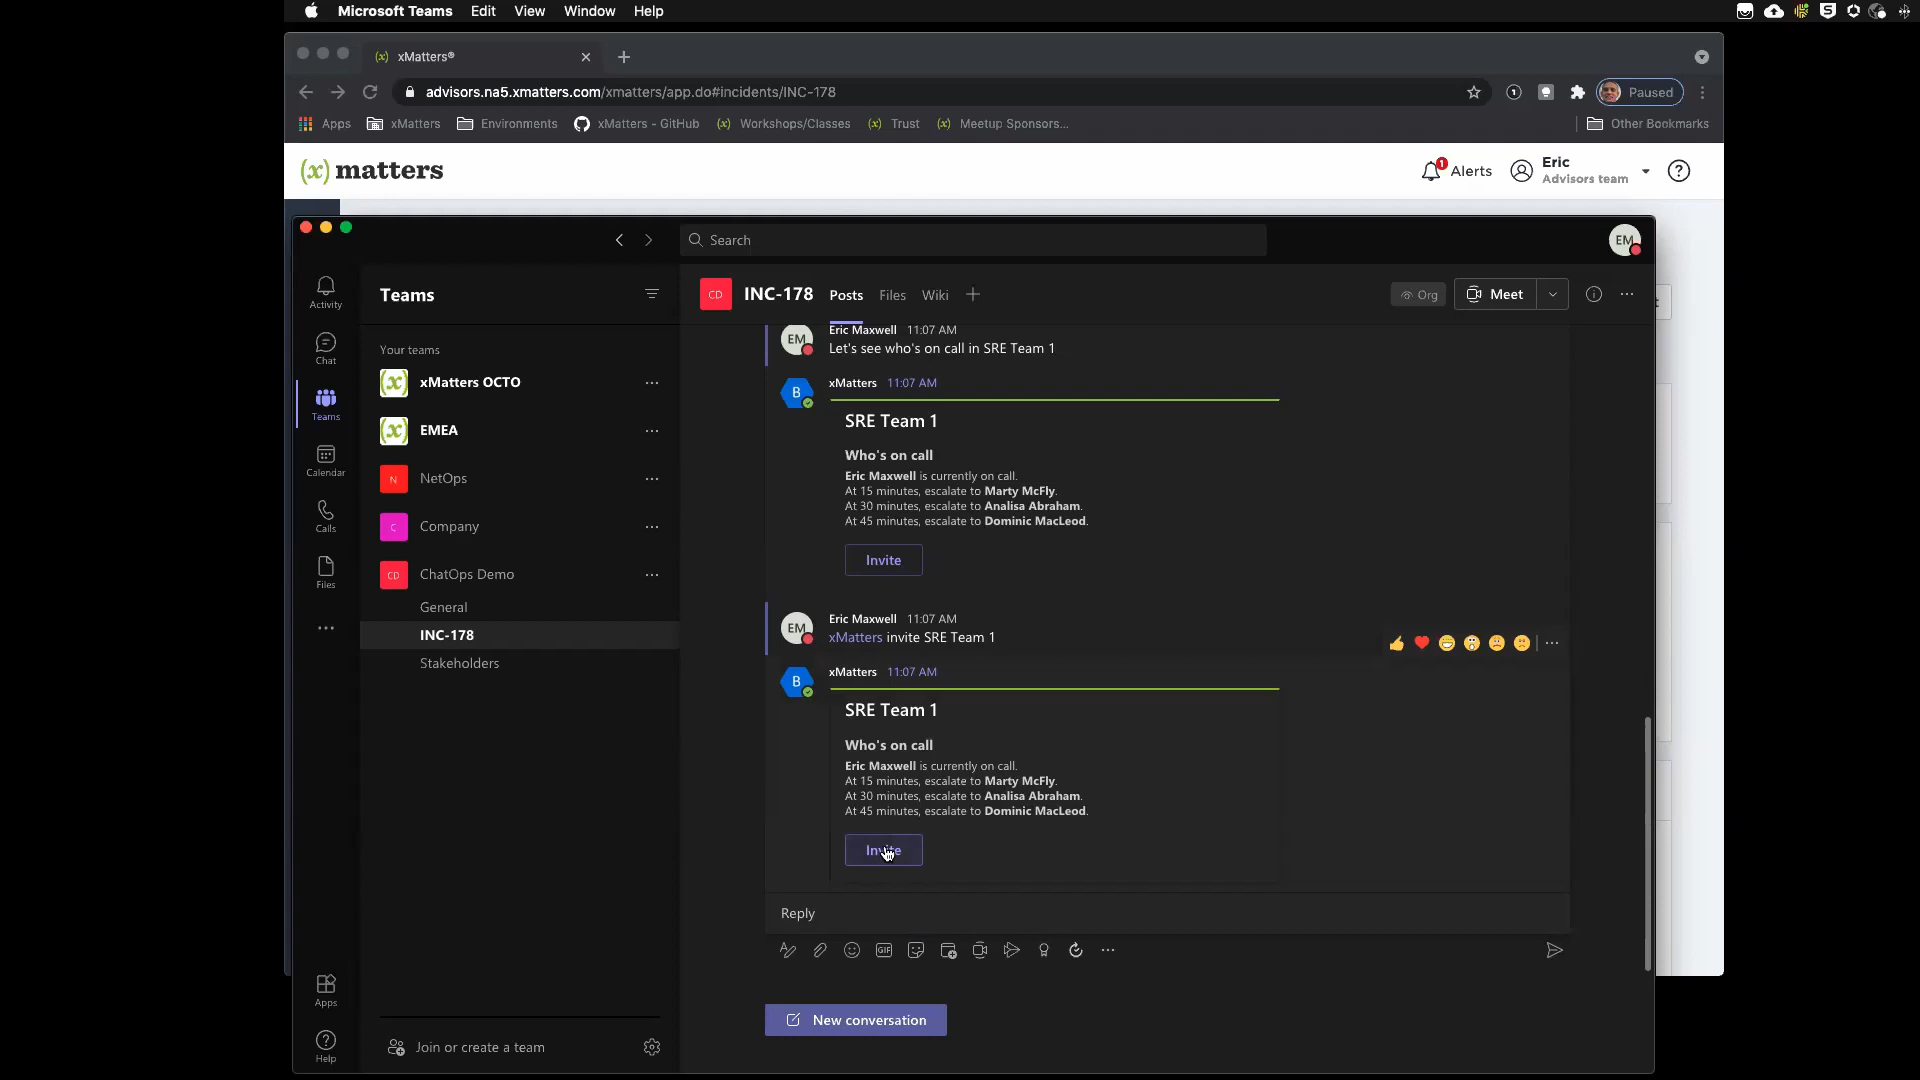 Microsoft Teams Edit View Window Help
(x) xMatters®
advisors.na5.xmatters.com/xmatters/app.do#incidents/INC-178
Paused
Apps xMatters Environments xMatters - GitHub (x) Workshops/Classes (x) Trust (x) Meetup Sponsors... Other Bookmarks
(x) matters
1 Alerts
Eric
Advisors team
?
Search
EM
Activity
Chat
Teams
Calendar
Calls
Files
Apps
Help
Teams
Your teams
(x) xMatters OCTO
(x) EMEA
N NetOps
C Company
CD ChatOps Demo
General
INC-178
Stakeholders
Join or create a team
CD INC-178 Posts Files Wiki
Org Meet
EM Eric Maxwell 11:07 AM
Let's see who's on call in SRE Team 1
B xMatters 11:07 AM
SRE Team 1
Who's on call
Eric Maxwell is currently on call.
At 15 minutes, escalate to Marty McFly.
At 30 minutes, escalate to Analisa Abraham.
At 45 minutes, escalate to Dominic MacLeod.
Invite
EM Eric Maxwell 11:07 AM
xMatters invite SRE Team 1
B xMatters 11:07 AM
SRE Team 1
Who's on call
Eric Maxwell is currently on call.
At 15 minutes, escalate to Marty McFly.
At 30 minutes, escalate to Analisa Abraham.
At 45 minutes, escalate to Dominic MacLeod.
Invite
Reply
GIF
New conversation